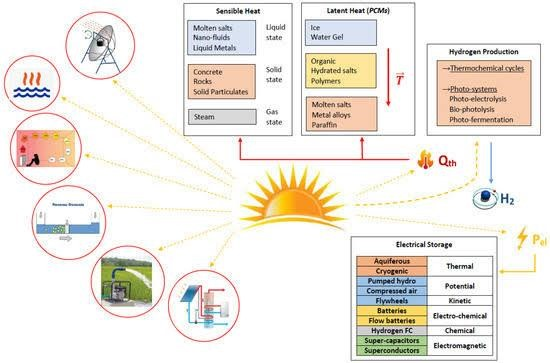 Sensible Heat
Molten salts
Nano-fluids
Liquid Metals
Liquid
state
Concrete
Rocks
Solid Particulates
Solid
state
Steam
Gas
state
Latent Heat (PCMs)
Ice
Water Gel
Organic
Hydrated salts
Polymers
Molten salts
Metal alloys
Paraffin
T
Hydrogen Production
→Thermochemical cycles
→Photo-systems
Photo-electrolysis
Bio-photolysis
Photo-fermentation
Qth
H2
Reverse Osmosis
Pel
Electrical Storage
Aquiferous
Cryogenic
Thermal
Pumped hydro
Compressed air
Potential
Flywheels
Kinetic
Batteries
Flow batteries
Electro-chemical
Hydrogen FC
Chemical
Super-capacitors
Superconductors
Electromagnetic